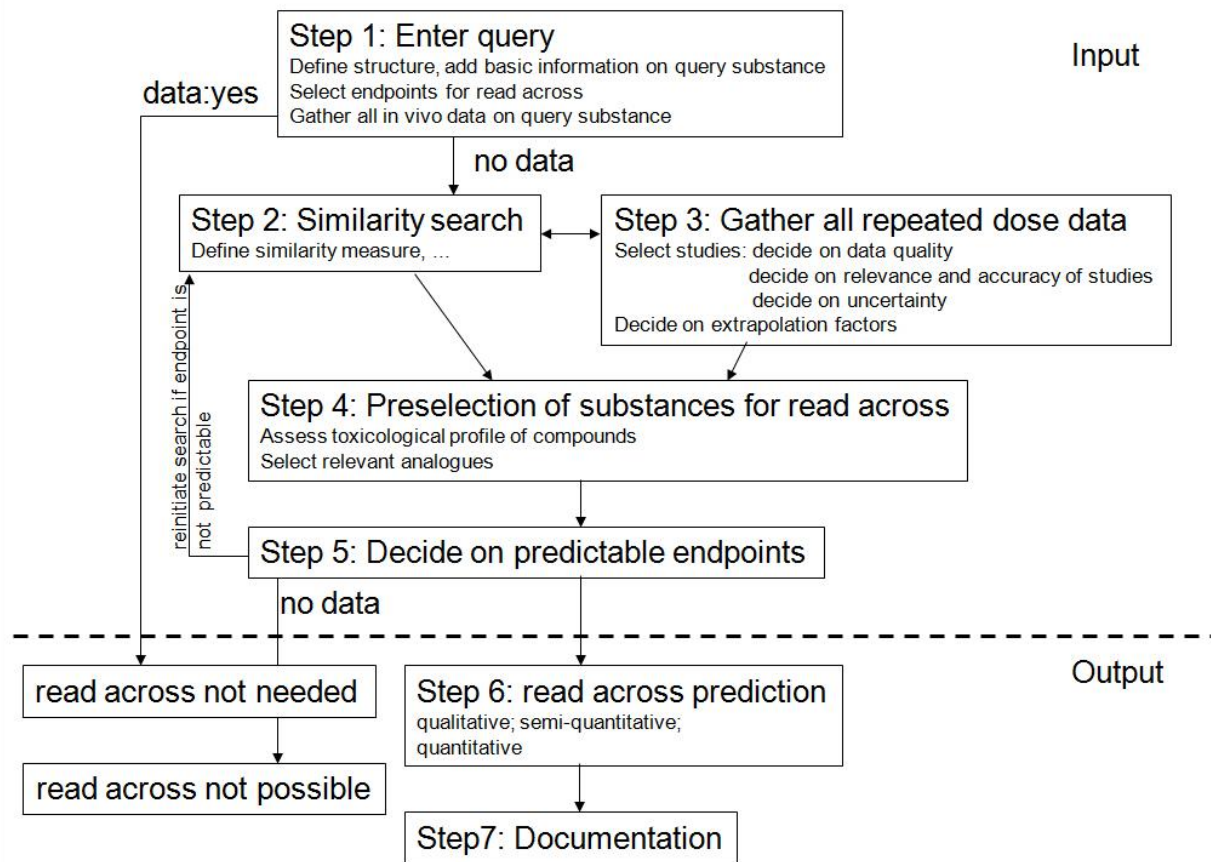 Step 1: Enter query
Define structure, add basic information on query substance
Select endpoints for read across
Gather all in vivo data on query substance
Input
data:yes
no data
Step 2: Similarity search
Define similarity measure, ...
Step 3: Gather all repeated dose data
Select studies: decide on data quality
decide on relevance and accuracy of studies
decide on uncertainty
Decide on extrapolation factors
reinitiate search if endpoint is
not predictable
Step 4: Preselection of substances for read across
Assess toxicological profile of compounds
Select relevant analogues
Step 5: Decide on predictable endpoints
no data
Output
read across not needed
Step 6: read across prediction
qualitative; semi-quantitative;
quantitative
read across not possible
Step7: Documentation